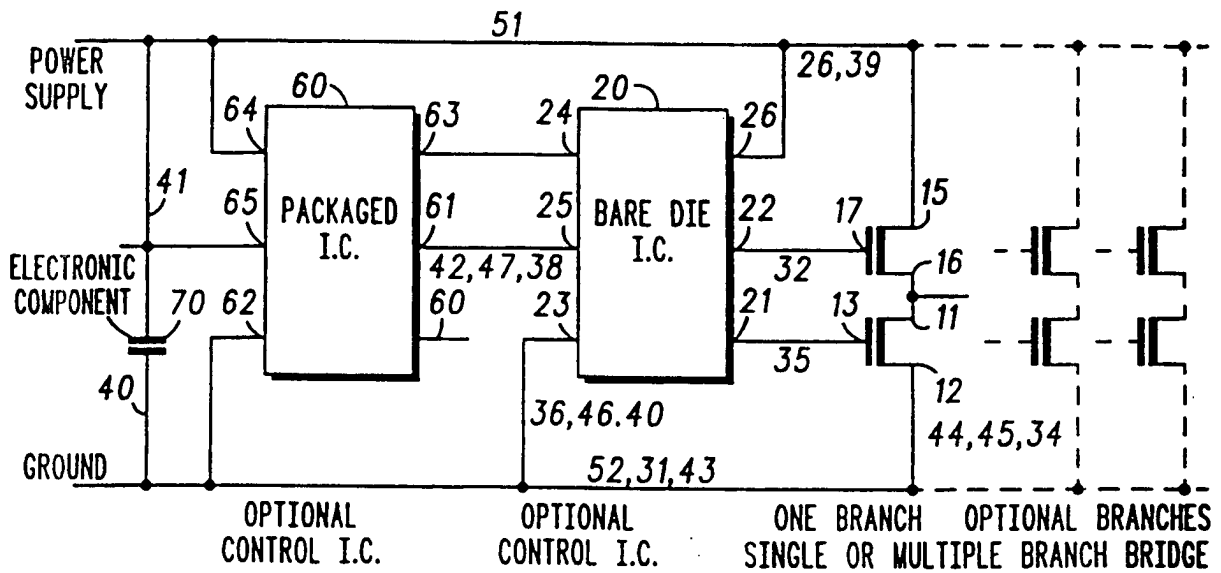 51
POWER
SUPPLY
26,39
60
20
64
63
24
26
41
65
PACKAGED
I.C.
61
25
BARE DIE
I.C.
22
17
15
ELECTRONIC
COMPONENT
42,47,38
32
16
70
62
60
23
21
13
11
35
12
40
36,46.40
44,45,34
GROUND
52,31,43
OPTIONAL
CONTROL I.C.
OPTIONAL
CONTROL I.C.
ONE BRANCH
OPTIONAL BRANCHES
SINGLE OR MULTIPLE BRANCH BRIDGE